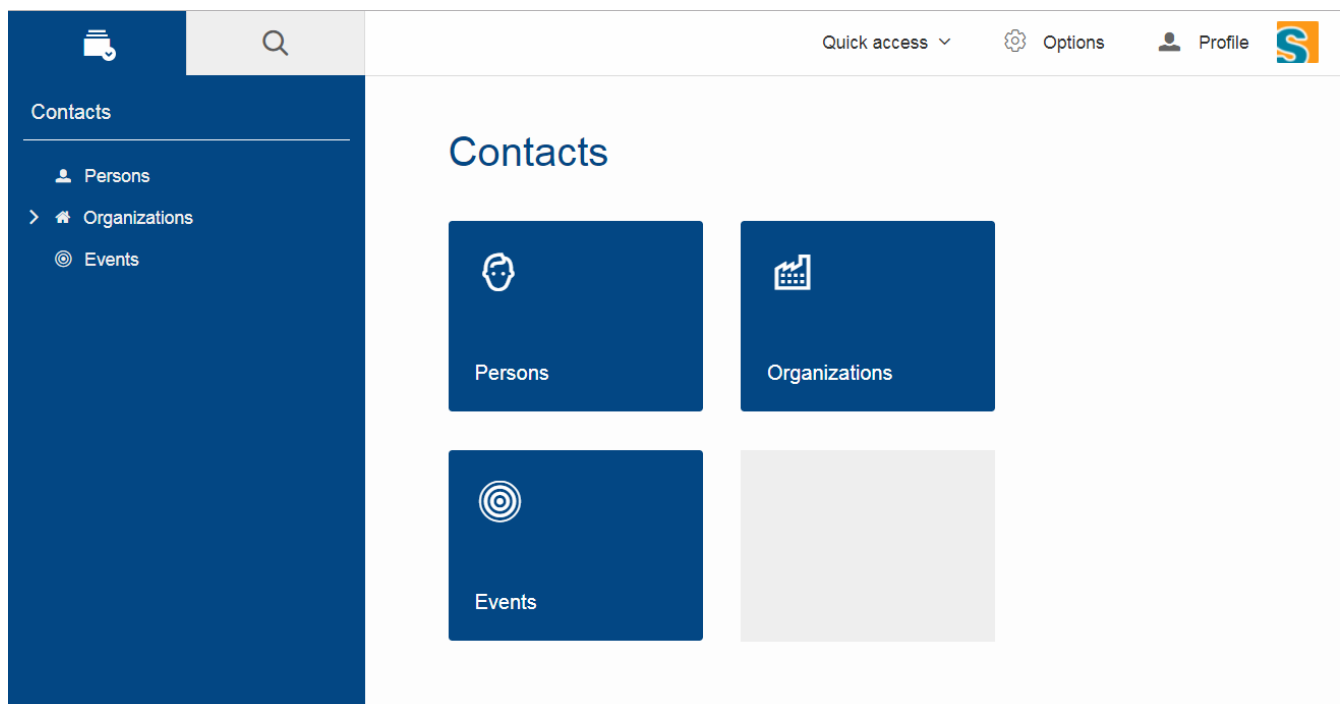 Quick access
Options
Profile
Contacts
Persons
Organizations
Events
Contacts
Persons
Organizations
Events